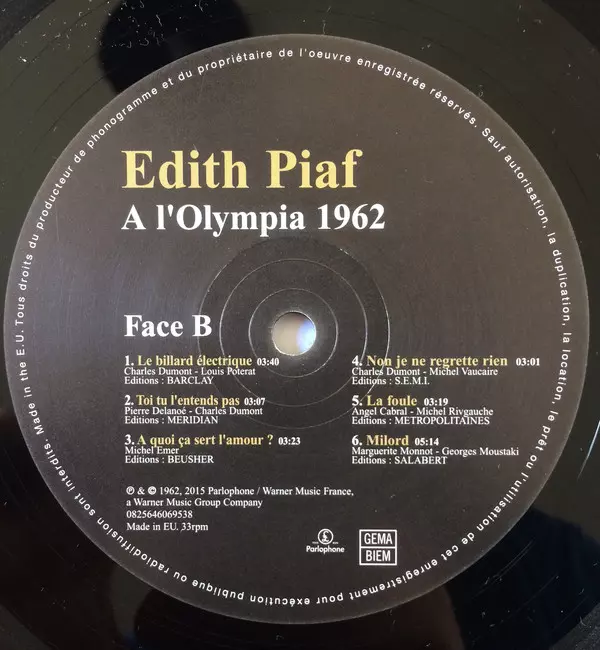 Made in the E.U. Tous droits du producteur de phonogramme et du propriétaire de l'oeuvre enregistrée réservés. Sauf autorisation, la duplication, la location, le prêt ou l'utilisation de cet enregistrement pour exécution publique ou radiodiffusion sont interdits.
Edith Piaf
A l'Olympia 1962
Face B
1. Le billard électrique 03:40
Charles Dumont - Louis Poterat
Editions : BARCLAY
2. Toi tu l'entends pas 03:07
Pierre Delanoé - Charles Dumont
Editions : MERIDIAN
3. A quoi ça sert l'amour ? 03:23
Michel Emer
Editions : BEUSHER
4. Non je ne regrette rien 03:01
Charles Dumont - Michel Vaucaire
Editions : S.E.M.I.
5. La foule 03:19
Angel Cabral - Michel Rivgauche
Editions : METROPOLITAINES
6. Milord 05:14
Marguerite Monnot - Georges Moustaki
Editions : SALABERT
℗ & © 1962, 2015 Parlophone / Warner Music France,
a Warner Music Group Company
0825646069538
Made in EU. 33rpm
Parlophone
GEMA
BIEM